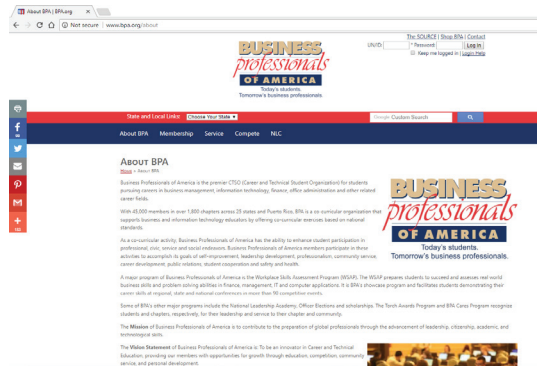 About BPA | BPA.org
Not secure | www.bpa.org/about
The SOURCE | Shop BPA | Contact
UN/ID: * Password: Log in
Keep me logged in | Login Help
BUSINESS
professionals
OF AMERICA
Today's students.
Tomorrow's business professionals.
State and Local Links: Choose Your State
Google Custom Search
About BPA Membership Service Compete NLC
ABOUT BPA
Home > About BPA
Business Professionals of America is the premier CTSO (Career and Technical Student Organization) for students
pursuing careers in business management, information technology, finance, office administration and other related
career fields.
With 43,000 members in over 1,800 chapters across 25 states and Puerto Rico, BPA is a co-curricular organization that
supports business and information technology educators by offering co-curricular exercises based on national
standards.
As a co-curricular activity, Business Professionals of America has the ability to enhance student participation in
professional, civic, service and social endeavors. Business Professionals of America members participate in these
activities to accomplish its goals of self-improvement, leadership development, professionalism, community service,
career development, public relations, student cooperation and safety and health.
BUSINESS
professionals
OF AMERICA
Today's students.
Tomorrow's business professionals.
A major program of Business Professionals of America is the Workplace Skills Assessment Program (WSAP). The WSAP prepares students to succeed and assesses real-world
business skills and problem solving abilities in finance, management, IT and computer applications. It is BPA's showcase program and facilitates students demonstrating their
career skills at regional, state and national conferences in more than 90 competitive events.
Some of BPA's other major programs include the National Leadership Academy, Officer Elections and scholarships. The Torch Awards Program and BPA Cares Program recognize
students and chapters, respectively, for their leadership and service to their chapter and community.
The Mission of Business Professionals of America is to contribute to the preparation of global professionals through the advancement of leadership, citizenship, academic, and
technological skills.
The Vision Statement of Business Professionals of America is: To be an innovator in Career and Technical
Education, providing our members with opportunities for growth through education, competition, community
service, and personal development.